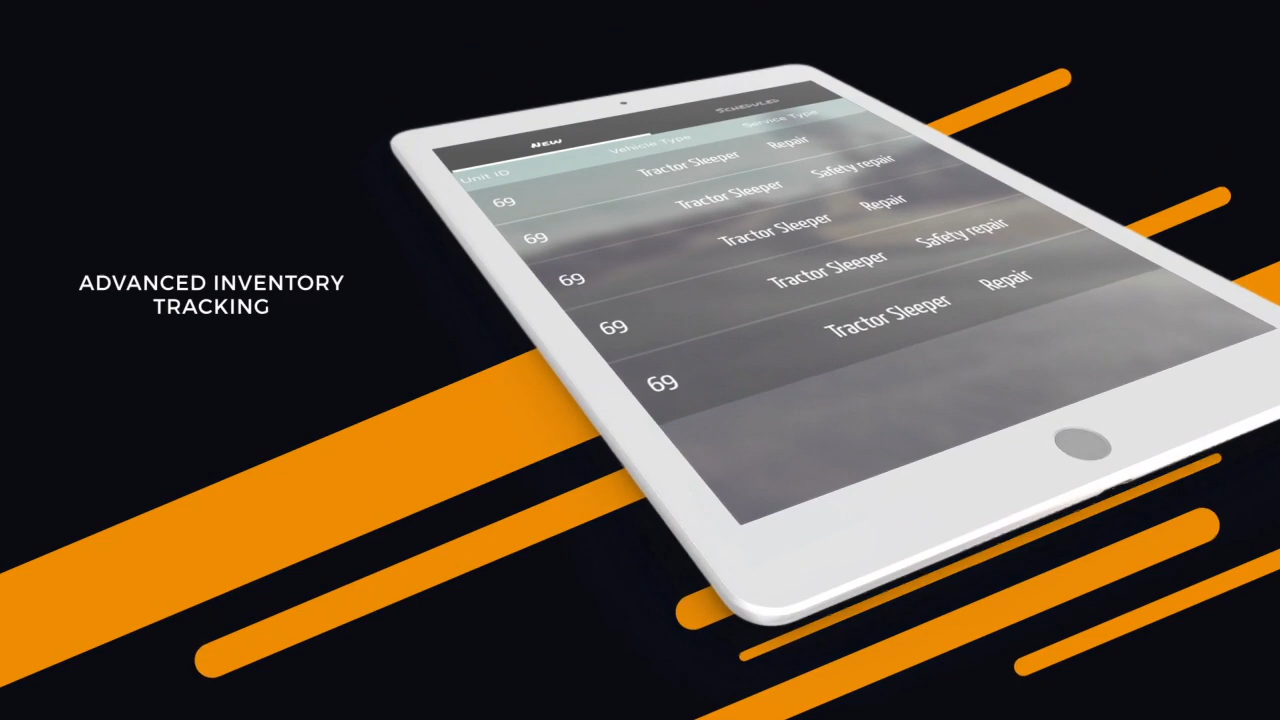 ADVANCED INVENTORY
TRACKING
New Scheduled
Unit ID Vehicle Type Service Type
69 Tractor Sleeper Repair
69 Tractor Sleeper Safety repair
69 Tractor Sleeper Repair
69 Tractor Sleeper Safety repair
69 Tractor Sleeper Repair